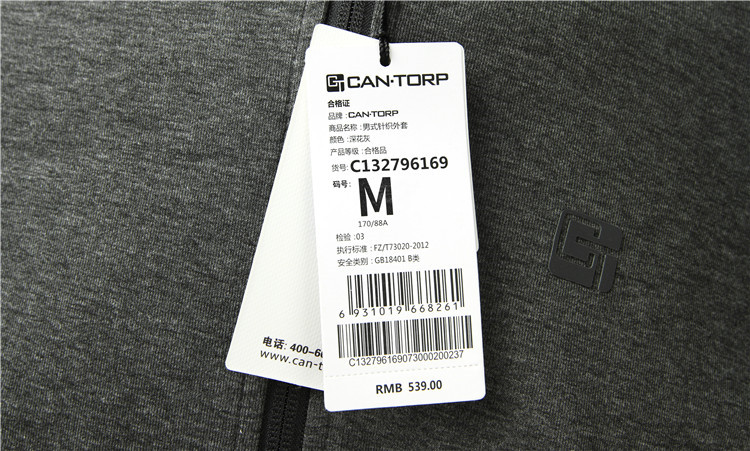 CAN·TORP
合格证
品牌 : CAN·TORP
商品名称 : 男式针织外套
颜色 : 深花灰
产品等级 : 合格品
货号: C132796169
码号: M
170/88A
检验 : 03
执行标准 : FZ/T73020-2012
安全类别 : GB18401 B类
6 931019 668261
C132796169073000200237
RMB 539.00
电话: 400-6
www.can-t